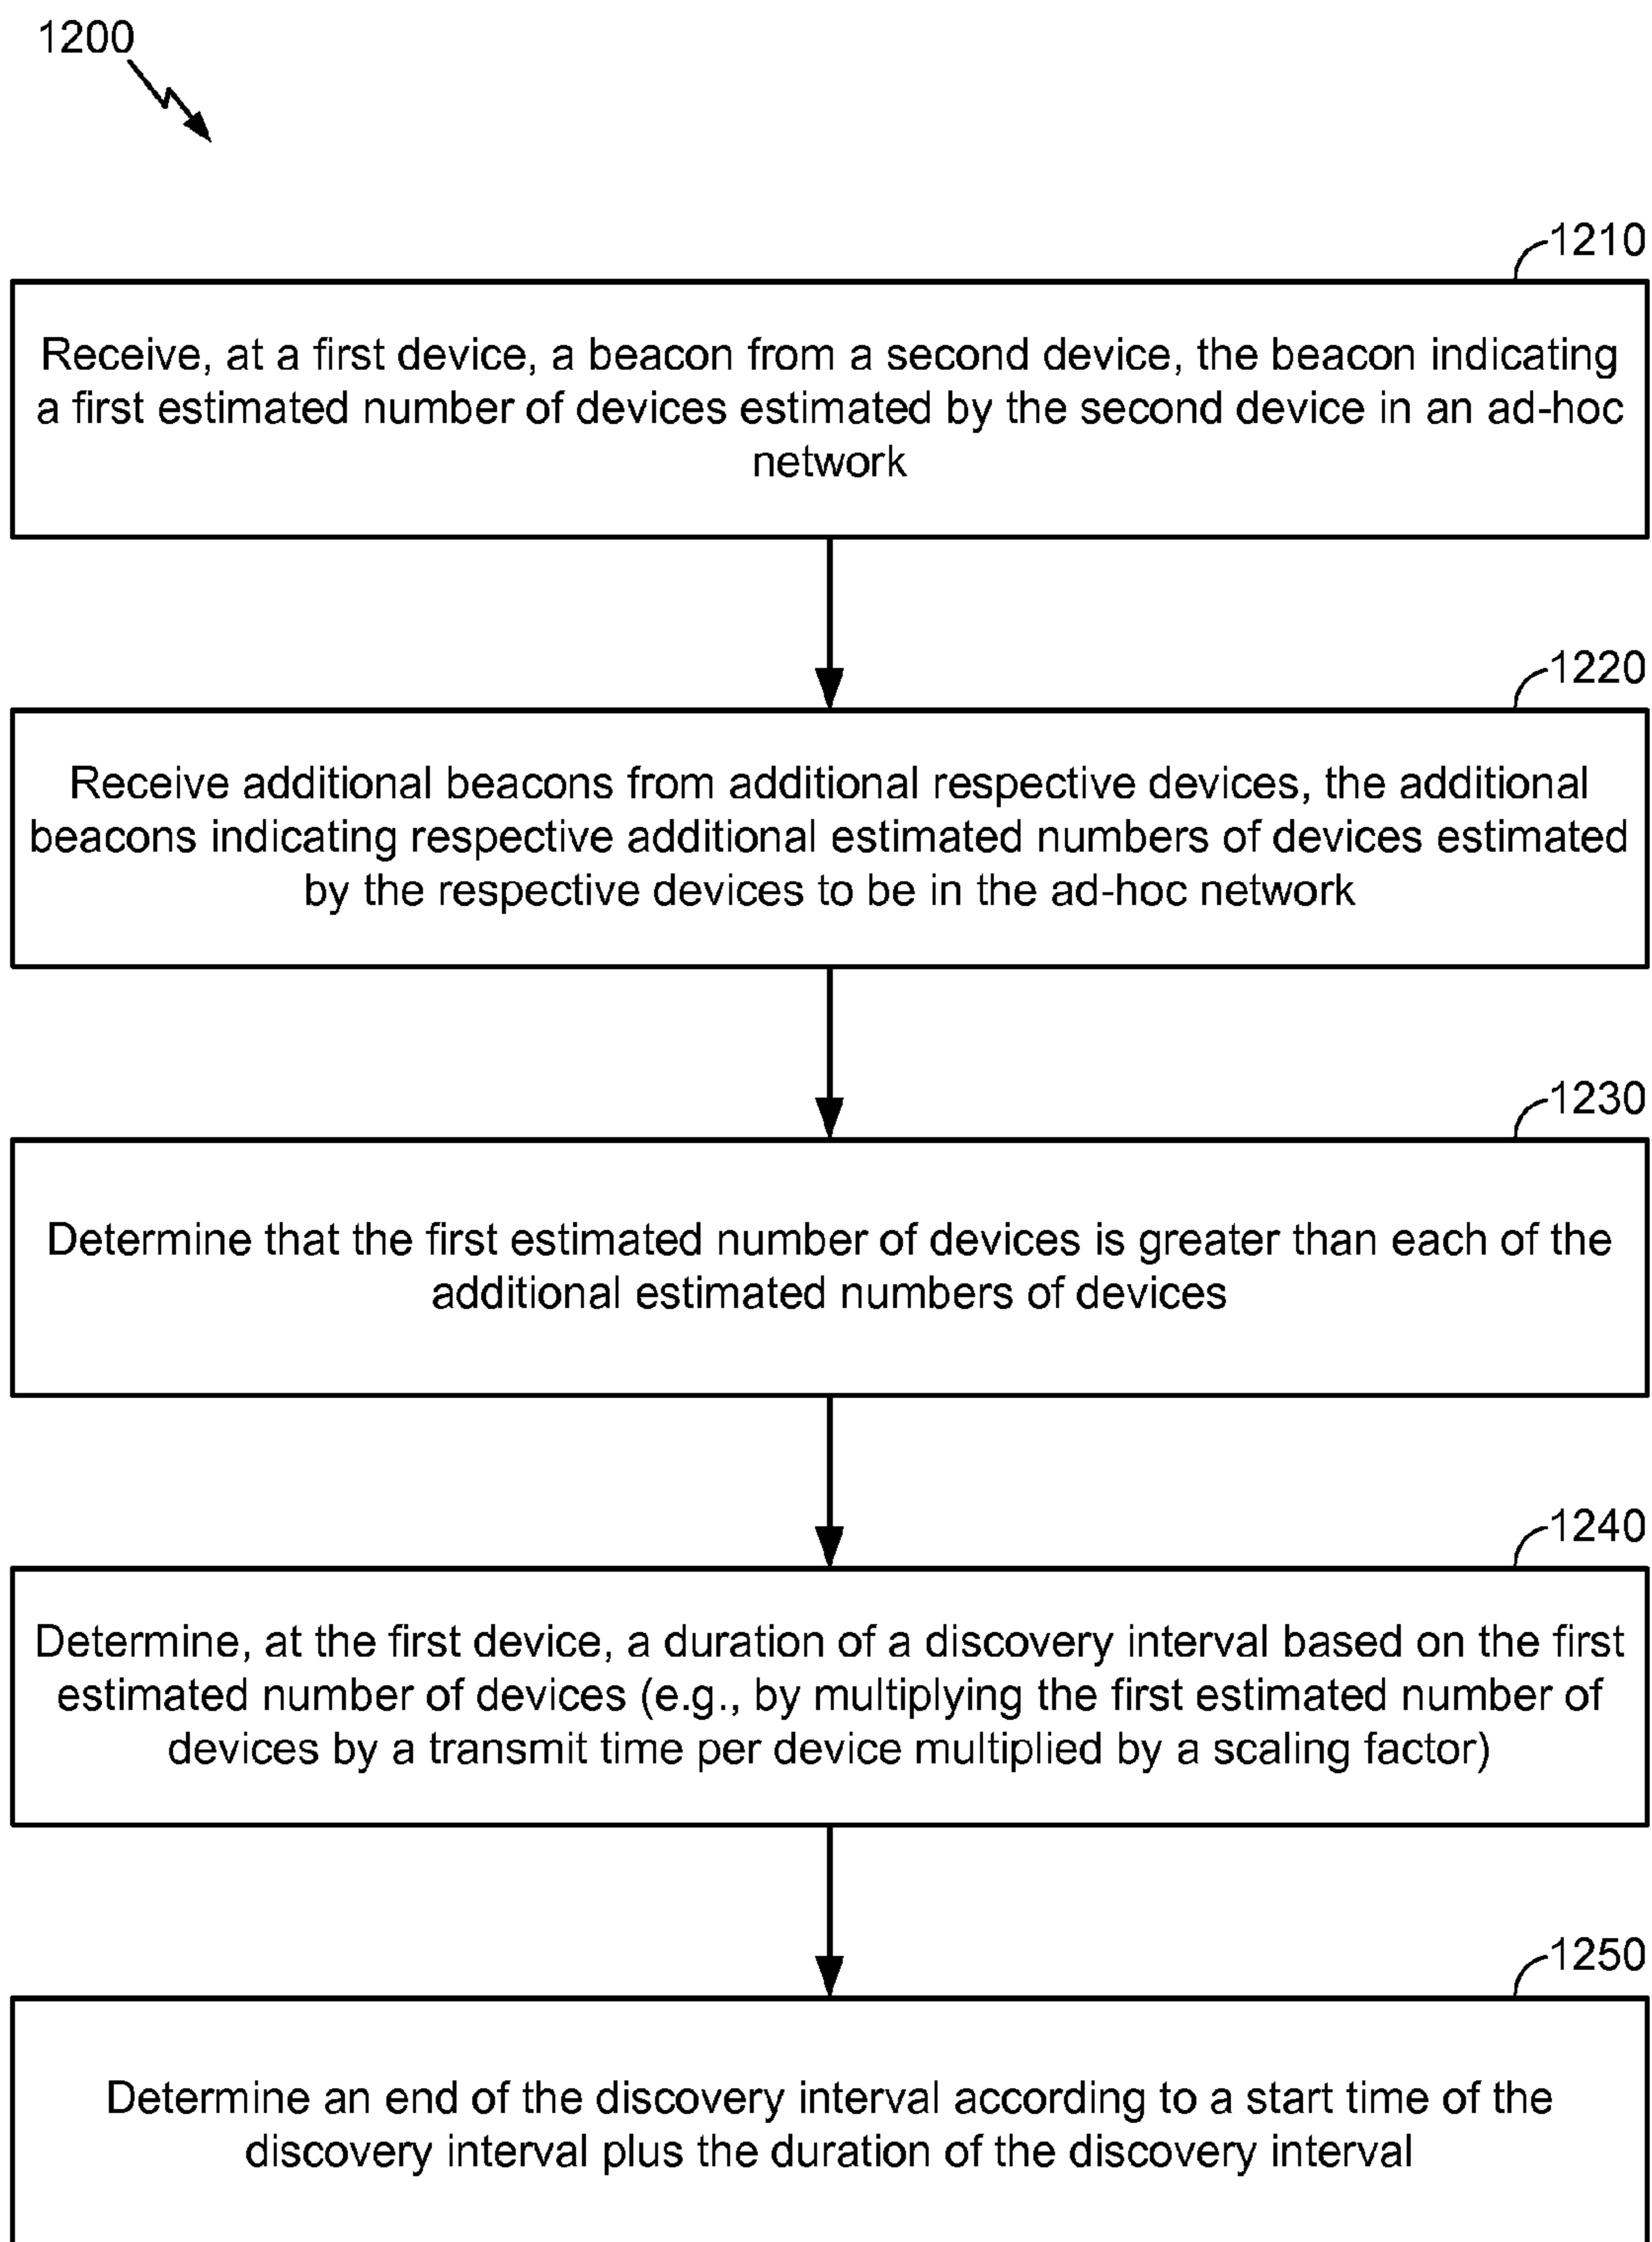 1200
1210
Receive, at a first device, a beacon from a second device, the beacon indicating
a first estimated number of devices estimated by the second device in an ad-hoc
network
1220
Receive additional beacons from additional respective devices, the additional
beacons indicating respective additional estimated numbers of devices estimated
by the respective devices to be in the ad-hoc network
1230
Determine that the first estimated number of devices is greater than each of the
additional estimated numbers of devices
1240
Determine, at the first device, a duration of a discovery interval based on the first
estimated number of devices (e.g., by multiplying the first estimated number of
devices by a transmit time per device multiplied by a scaling factor)
1250
Determine an end of the discovery interval according to a start time of the
discovery interval plus the duration of the discovery interval